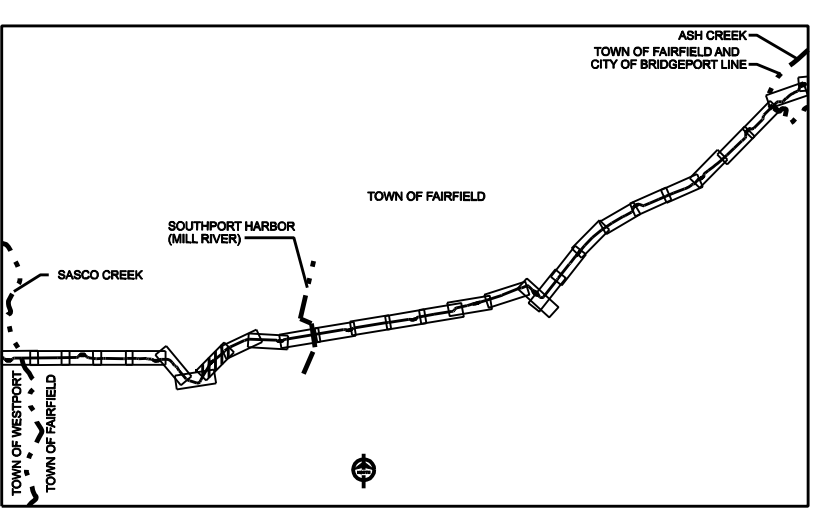 ASH CREEK
TOWN OF FAIRFIELD AND
CITY OF BRIDGEPORT LINE
TOWN OF FAIRFIELD
SOUTHPORT HARBOR
(MILL RIVER)
SASCO CREEK
TOWN OF WESTPORT
TOWN OF FAIRFIELD